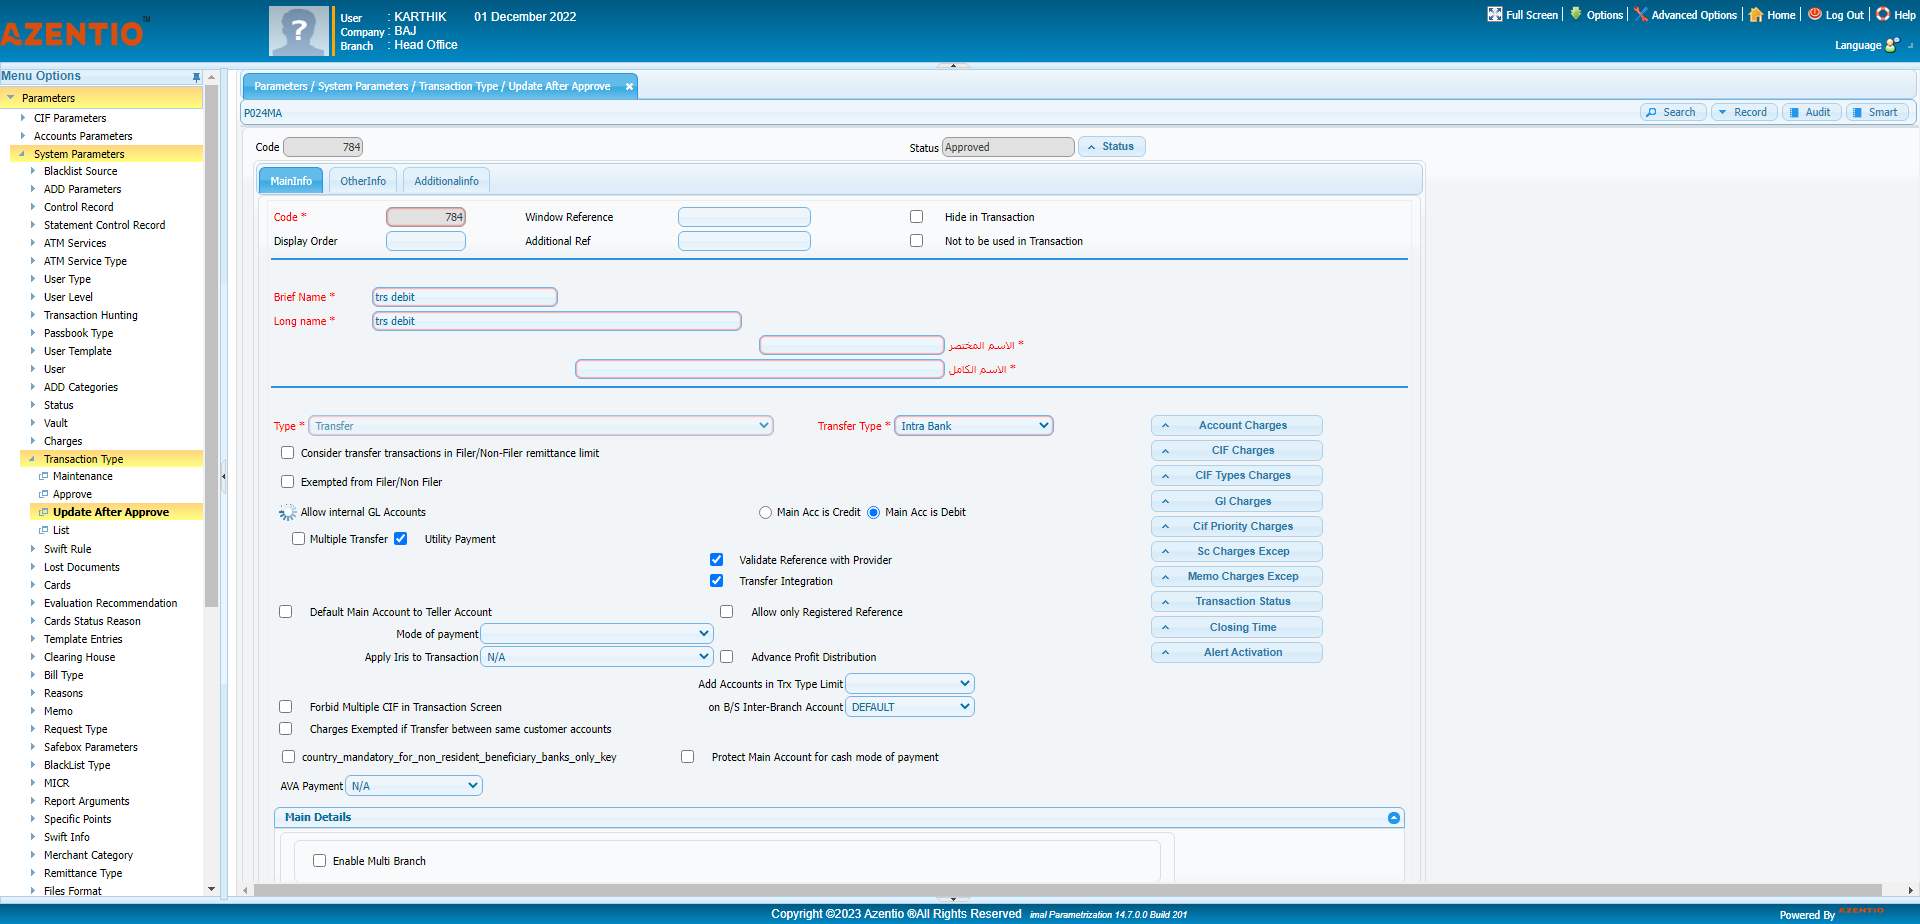 AZENTIO™
User : KARTHIK 01 December 2022
Company : BAJ
Branch : Head Office
Full Screen Options Advanced Options Home Log Out Help
Language
Menu Options
Parameters
CIF Parameters
Accounts Parameters
System Parameters
Blacklist Source
ADD Parameters
Control Record
Statement Control Record
ATM Services
ATM Service Type
User Type
User Level
Transaction Hunting
Passbook Type
User Template
User
ADD Categories
Status
Vault
Charges
Transaction Type
Maintenance
Approve
Update After Approve
List
Swift Rule
Lost Documents
Cards
Evaluation Recommendation
Cards Status Reason
Template Entries
Clearing House
Bill Type
Reasons
Memo
Request Type
Safebox Parameters
BlackList Type
MICR
Report Arguments
Specific Points
Swift Info
Merchant Category
Remittance Type
Files Format
Parameters / System Parameters / Transaction Type / Update After Approve
P024MA Search Record Audit Smart
Code 784 Status Approved Status
MainInfo OtherInfo AdditionalInfo
Code * 784 Window Reference Hide in Transaction
Display Order Additional Ref Not to be used in Transaction
Brief Name * trs debit
Long name * trs debit
الاسم المختصر *
الاسم الكامل *
Type * Transfer Transfer Type * Intra Bank
Consider transfer transactions in Filer/Non-Filer remittance limit
Exempted from Filer/Non Filer
Allow internal GL Accounts Main Acc is Credit Main Acc is Debit
Multiple Transfer Utility Payment
Validate Reference with Provider
Transfer Integration
Default Main Account to Teller Account Allow only Registered Reference
Mode of payment
Apply Iris to Transaction N/A Advance Profit Distribution
Add Accounts in Trx Type Limit
Forbid Multiple CIF in Transaction Screen on B/S Inter-Branch Account DEFAULT
Charges Exempted if Transfer between same customer accounts
country_mandatory_for_non_resident_beneficiary_banks_only_key Protect Main Account for cash mode of payment
AVA Payment N/A
Account Charges
CIF Charges
CIF Types Charges
Gl Charges
Cif Priority Charges
Sc Charges Excep
Memo Charges Excep
Transaction Status
Closing Time
Alert Activation
Main Details
Enable Multi Branch
Copyright ©2023 Azentio ®All Rights Reserved imal Parametrization 14.7.0.0 Build 201
Powered By AZENTIO